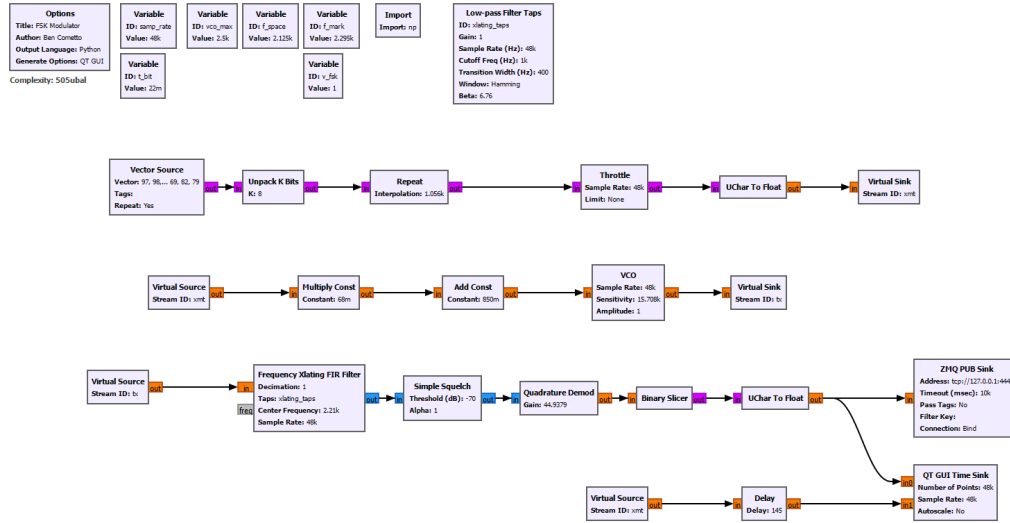 Options
Title: FSK Modulator
Author: Ben Cometto
Output Language: Python
Generate Options: QT GUI
Complexity: 505ubal
Variable
ID: samp_rate
Value: 48k
Variable
ID: vco_max
Value: 2.5k
Variable
ID: f_space
Value: 2.125k
Variable
ID: f_mark
Value: 2.295k
Import
Import: np
Low-pass Filter Taps
ID: xlating_taps
Gain: 1
Sample Rate (Hz): 48k
Cutoff Freq (Hz): 1k
Transition Width (Hz): 400
Window: Hamming
Beta: 6.76
Variable
ID: t_bit
Value: 22m
Variable
ID: v_fsk
Value: 1
Vector Source
Vector: 97, 98,... 69, 82, 79
Tags:
Repeat: Yes
out
in
Unpack K Bits
K: 8
out
in
Repeat
Interpolation: 1.056k
out
in
Throttle
Sample Rate: 48k
Limit: None
out
in
UChar To Float
out
in
Virtual Sink
Stream ID: xmt
Virtual Source
Stream ID: xmt
out
in
Multiply Const
Constant: 68m
out
in
Add Const
Constant: 850m
out
in
VCO
Sample Rate: 48k
Sensitivity: 15.708k
Amplitude: 1
out
in
Virtual Sink
Stream ID: tx
Virtual Source
Stream ID: tx
out
in
freq
Frequency Xlating FIR Filter
Decimation: 1
Taps: xlating_taps
Center Frequency: 2.21k
Sample Rate: 48k
out
in
Simple Squelch
Threshold (dB): -70
Alpha: 1
out
in
Quadrature Demod
Gain: 44.9379
out
in
Binary Slicer
out
in
UChar To Float
out
in
ZMQ PUB Sink
Address: tcp://127.0.0.1:444
Timeout (msec): 10k
Pass Tags: No
Filter Key:
Connection: Bind
Virtual Source
Stream ID: xmt
out
in
Delay
Delay: 145
out
in0
in1
QT GUI Time Sink
Number of Points: 48k
Sample Rate: 48k
Autoscale: No